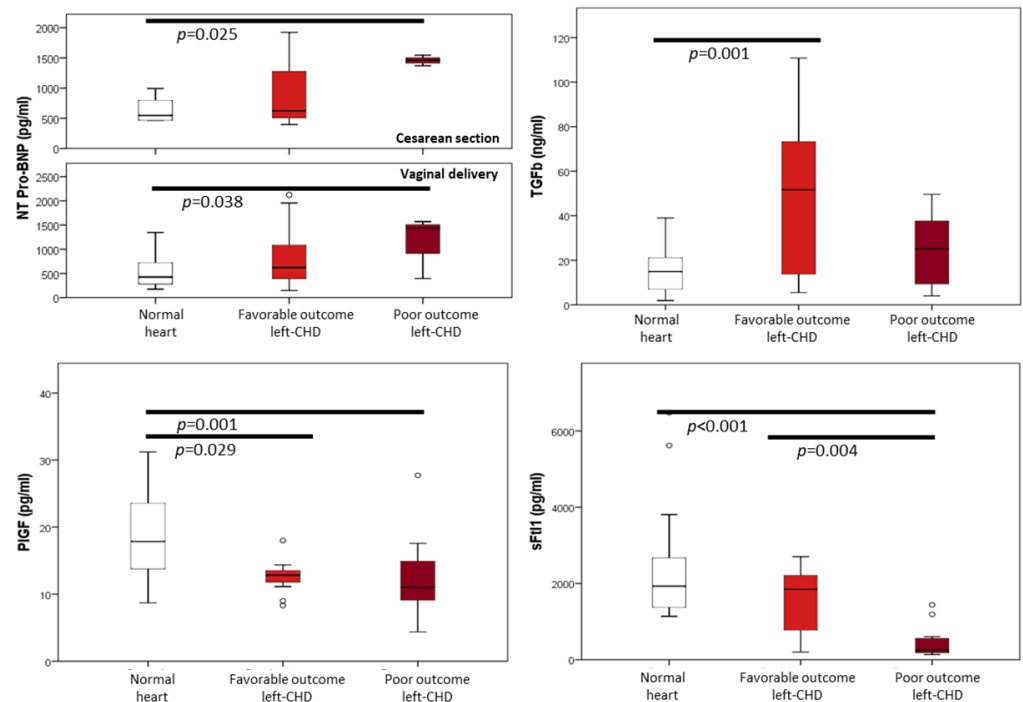 NT Pro-BNP (pg/ml)
2000
1500
1000
500
0
p=0.025
Cesarean section
2500
2000
1500
1000
500
0
Vaginal delivery
p=0.038
Normal
heart
Favorable outcome
left-CHD
Poor outcome
left-CHD
TGFb (ng/ml)
120
100
80
60
40
20
0
p=0.001
Normal
heart
Favorable outcome
left-CHD
Poor outcome
left-CHD
PlGF (pg/ml)
40
30
20
10
0
p=0.001
p=0.029
Normal
heart
Favorable outcome
left-CHD
Poor outcome
left-CHD
sFtl1 (pg/ml)
6000
4000
2000
0
p<0.001
p=0.004
Normal
heart
Favorable outcome
left-CHD
Poor outcome
left-CHD